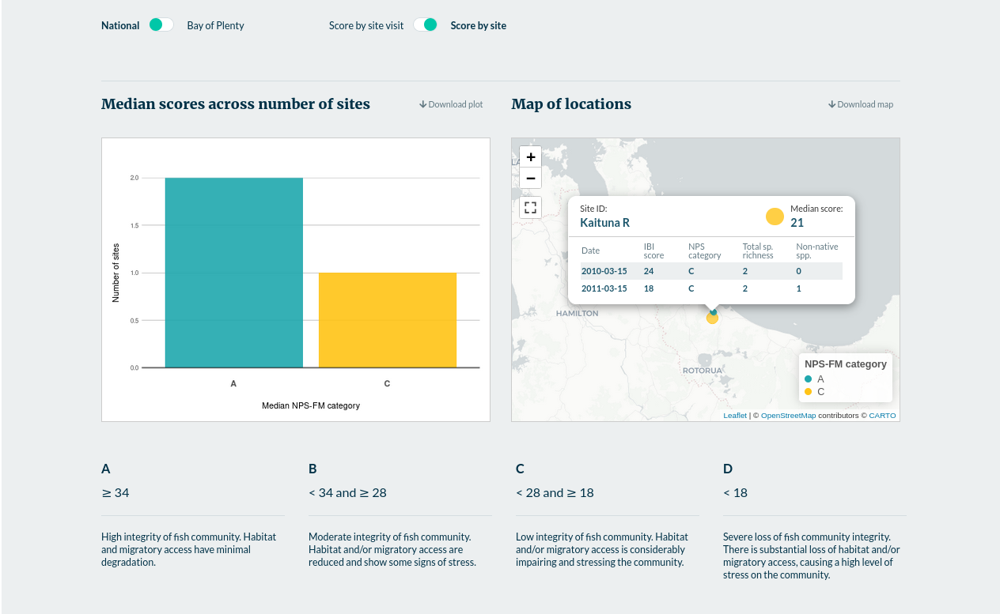 National Bay of Plenty Score by site visit Score by site
Median scores across number of sites
Download plot
2.0
1.5
1.0
0.5
0.0
Number of sites
A C
Median NPS-FM category
Map of locations
Download map
+
−
LA
Site ID:
Kaituna R
Median score:
21
Date IBI score NPS category Total sp. richness Non-native spp.
2010-03-15 24 C 2 0
2011-03-15 18 C 2 1
HAMILTON
ROTORUA
NPS-FM category
A
C
Leaflet | © OpenStreetMap contributors © CARTO
A
≥ 34
High integrity of fish community. Habitat
and migratory access have minimal
degradation.
B
< 34 and ≥ 28
Moderate integrity of fish community.
Habitat and/or migratory access are
reduced and show some signs of stress.
C
< 28 and ≥ 18
Low integrity of fish community. Habitat
and/or migratory access is considerably
impairing and stressing the community.
D
< 18
Severe loss of fish community integrity.
There is substantial loss of habitat and/or
migratory access, causing a high level of
stress on the community.